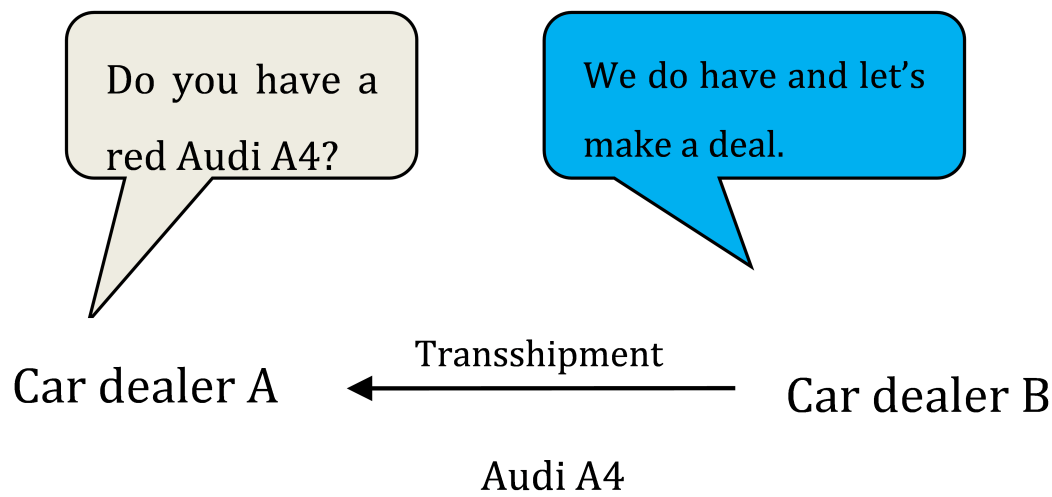 Do you have a
red Audi A4?
We do have and let’s
make a deal.
Transshipment
Car dealer A
Car dealer B
Audi A4